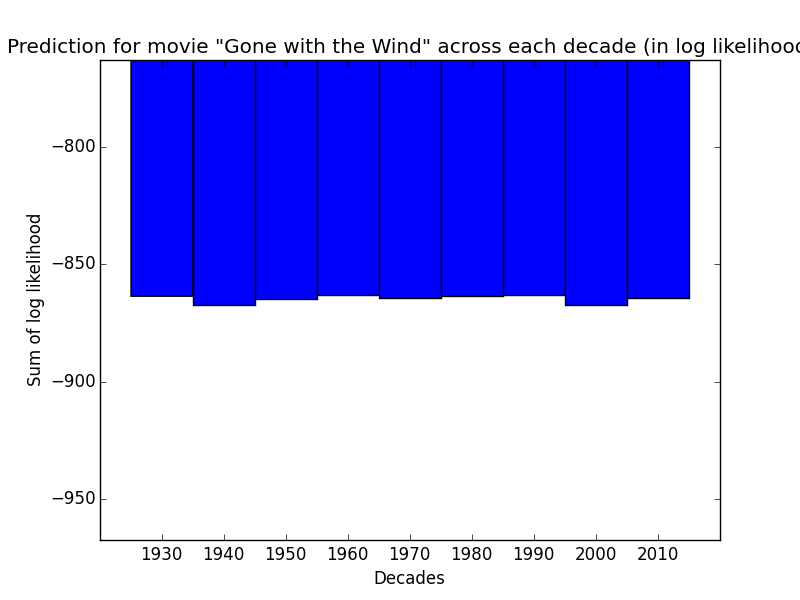 Prediction for movie "Gone with the Wind" across each decade (in log likelihood
−800
−850
−900
−950
Sum of log likelihood
1930 1940 1950 1960 1970 1980 1990 2000 2010
Decades